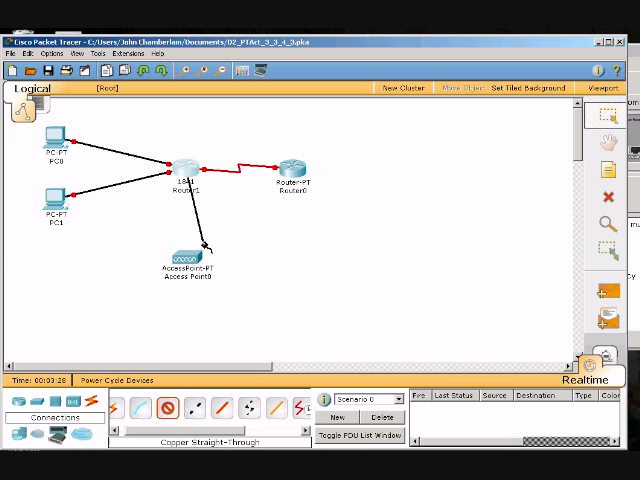 Cisco Packet Tracer - C:/Users/John Chamberlain/Documents/D2_PTAct_3_3_4_3.pka
File Edit Options View Tools Extensions Help
Logical [Root] New Cluster Move Object Set Tiled Background Viewport
PC-PT
PC0
PC-PT
PC1
1841
Router1
Router-PT
Router0
AccessPoint-PT
Access Point0
Realtime
Time: 00:03:28 Power Cycle Devices
Connections
Copper Straight-Through
Scenario 0
New Delete
Toggle PDU List Window
Fire Last Status Source Destination Type Color